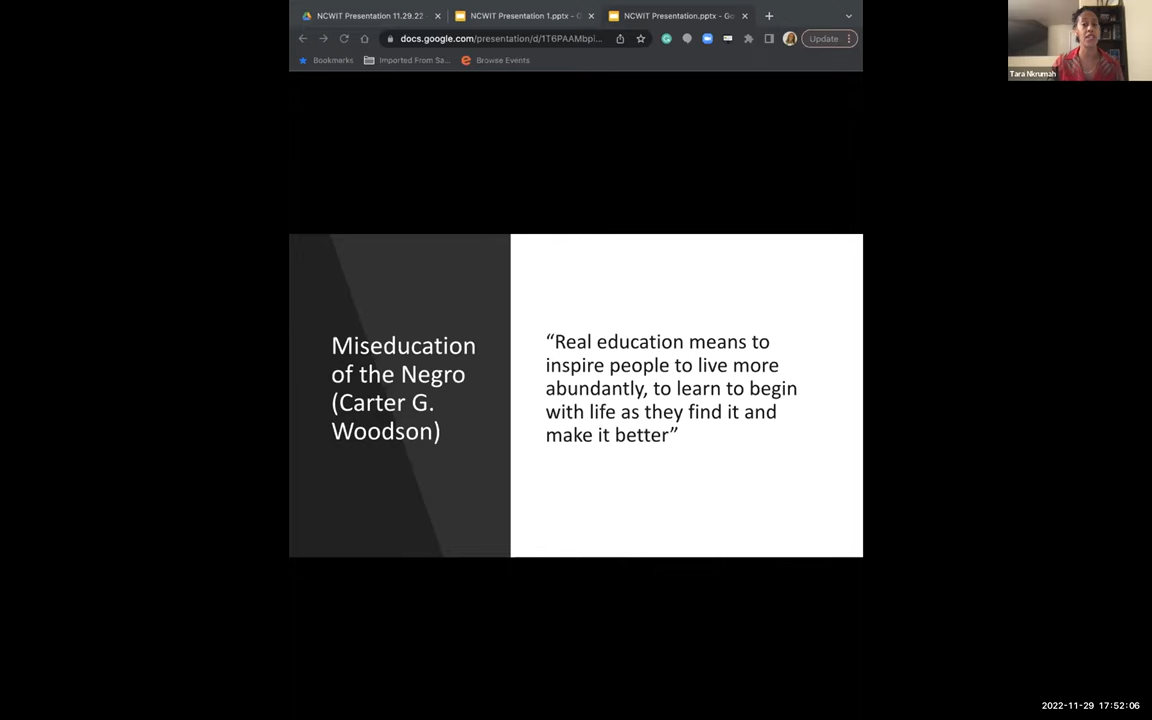 NCWIT Presentation 11.29.22
NCWIT Presentation 1.pptx - G
NCWIT Presentation.pptx - Go
docs.google.com/presentation/d/1T6PAAMbpi...
Update
Bookmarks
Imported From Sa...
Browse Events
Tara Nkrumah
Miseducation
of the Negro
(Carter G.
Woodson)
“Real education means to
inspire people to live more
abundantly, to learn to begin
with life as they find it and
make it better”
2022-11-29 17:52:06